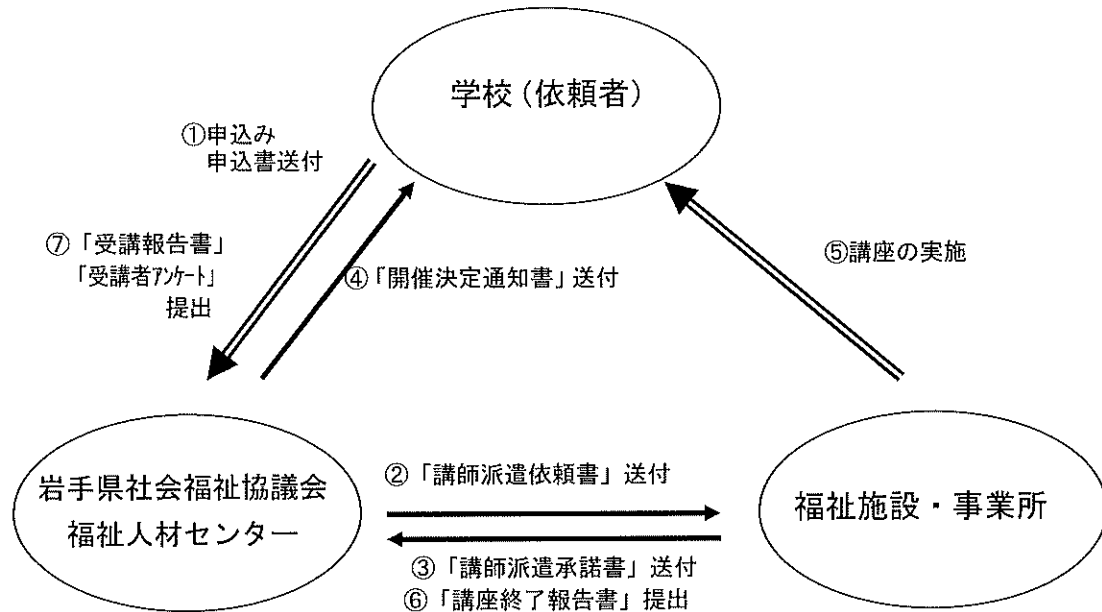 学校（依頼者）
①申込み
申込書送付
⑦「受講報告書」
「受講者ｱﾝｹｰﾄ」
提出
④「開催決定通知書」送付
⑤講座の実施
岩手県社会福祉協議会
福祉人材センター
②「講師派遣依頼書」送付
福祉施設・事業所
③「講師派遣承諾書」送付
⑥「講座終了報告書」提出